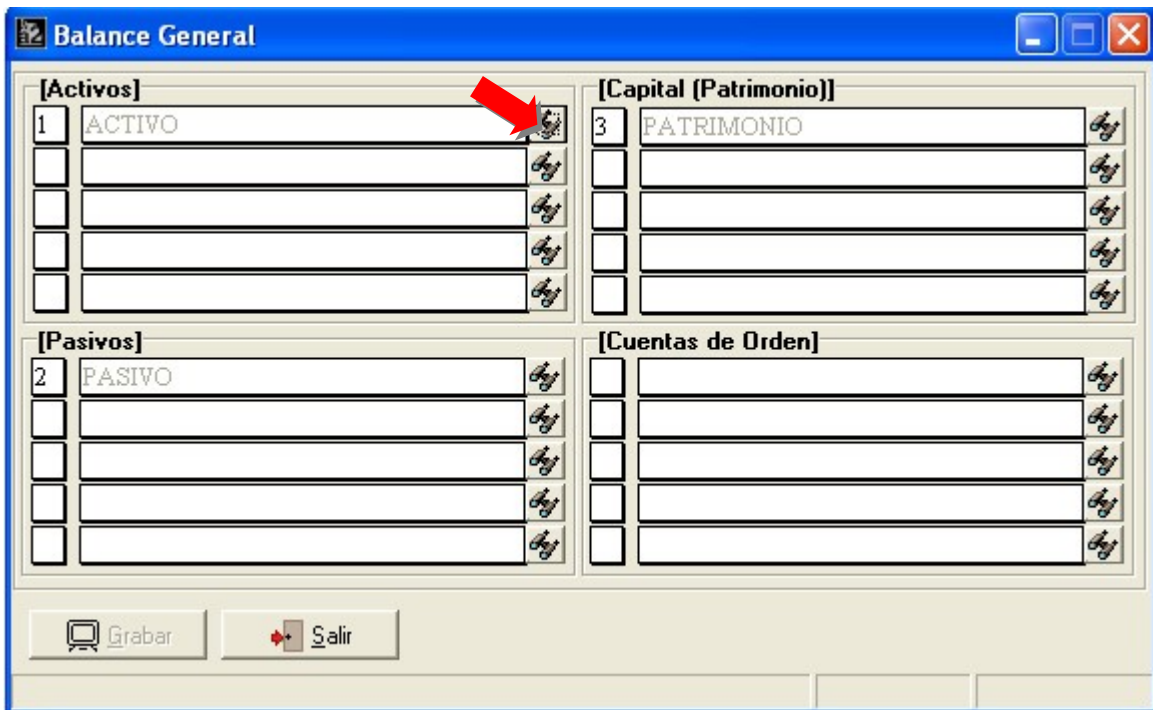 Balance General
[Activos]
1 ACTIVO
[Capital (Patrimonio)]
3 PATRIMONIO
[Pasivos]
2 PASIVO
[Cuentas de Orden]
Grabar
Salir